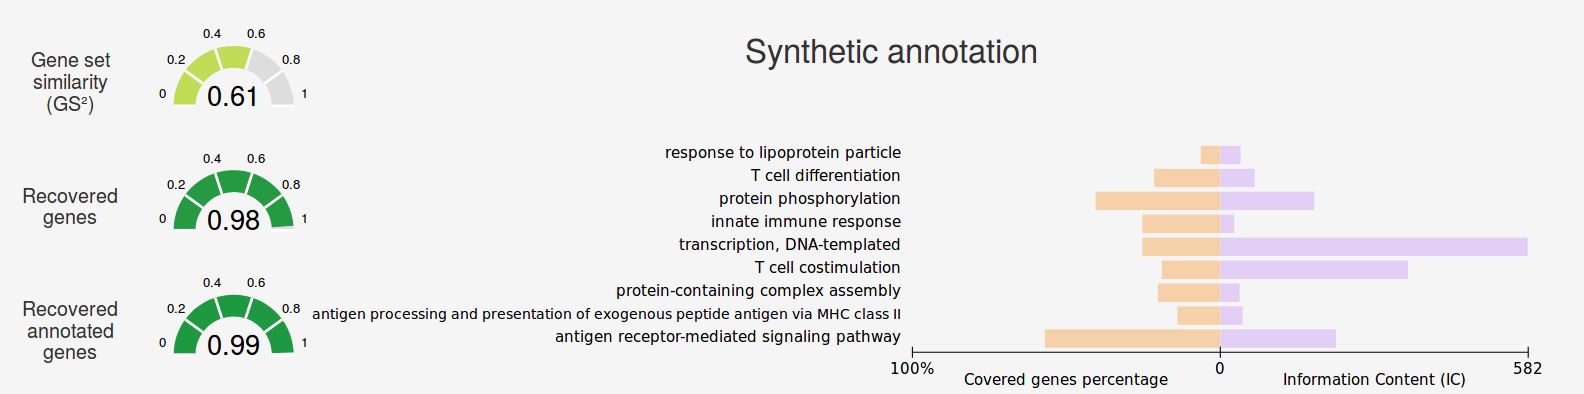 Synthetic annotation
Gene set
similarity
(GS²)
0
0.2
0.4
0.6
0.8
1
0.61
Recovered
genes
0
0.2
0.4
0.6
0.8
1
0.98
Recovered
annotated
genes
0
0.2
0.4
0.6
0.8
1
0.99
response to lipoprotein particle
T cell differentiation
protein phosphorylation
innate immune response
transcription, DNA-templated
T cell costimulation
protein-containing complex assembly
antigen processing and presentation of exogenous peptide antigen via MHC class II
antigen receptor-mediated signaling pathway
100% 0 582
Covered genes percentage Information Content (IC)